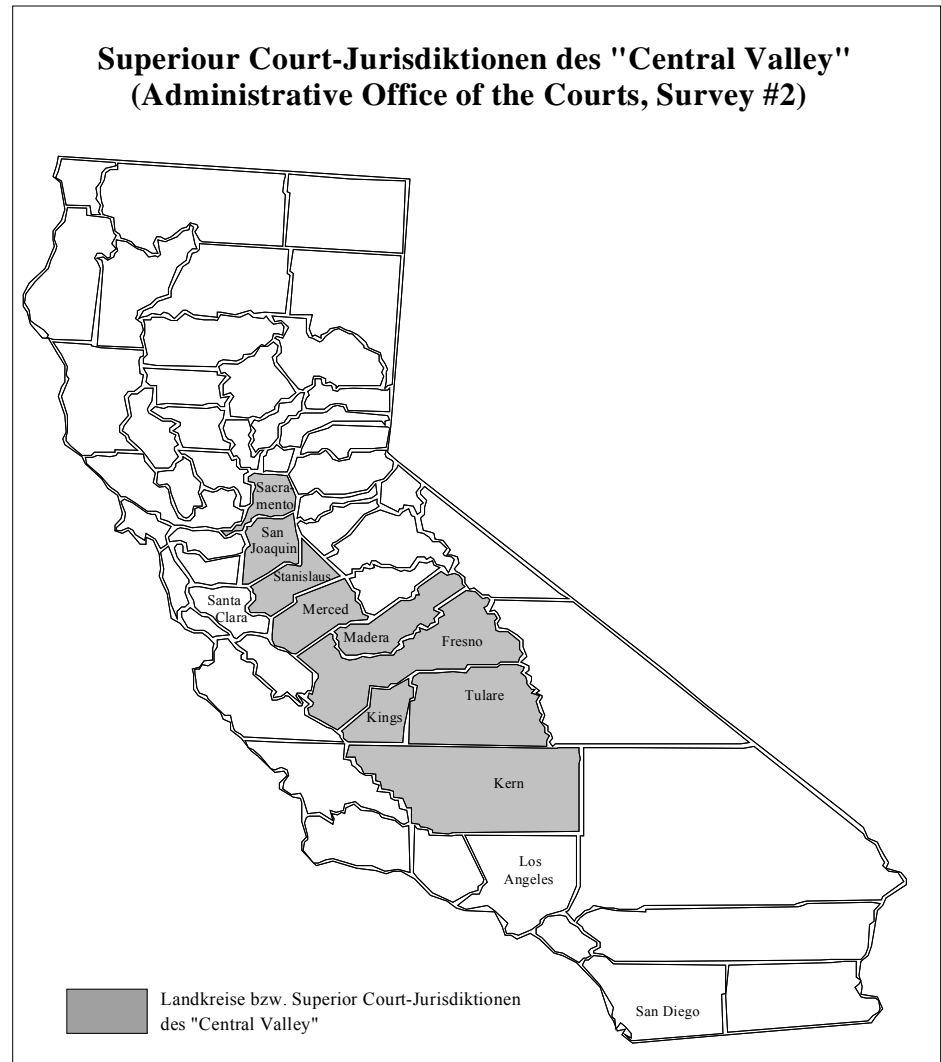 Superiour Court-Jurisdiktionen des "Central Valley"
(Administrative Office of the Courts, Survey #2)
Sacra-
mento
San
Joaquin
Stanislaus
Santa
Clara
Merced
Madera
Fresno
Tulare
Kings
Kern
Los
Angeles
San Diego
Landkreise bzw. Superior Court-Jurisdiktionen
des "Central Valley"